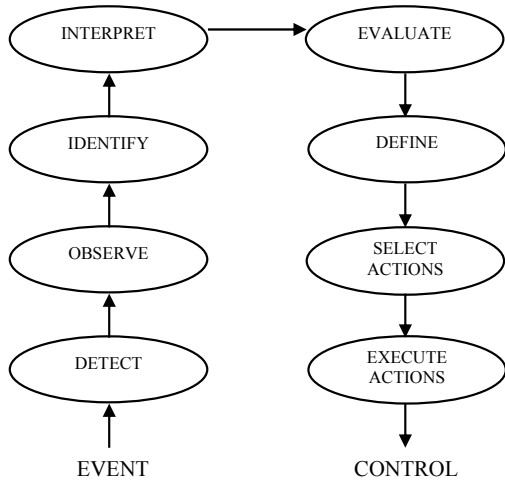 INTERPRET
EVALUATE
IDENTIFY
DEFINE
OBSERVE
SELECT
ACTIONS
DETECT
EXECUTE
ACTIONS
EVENT
CONTROL